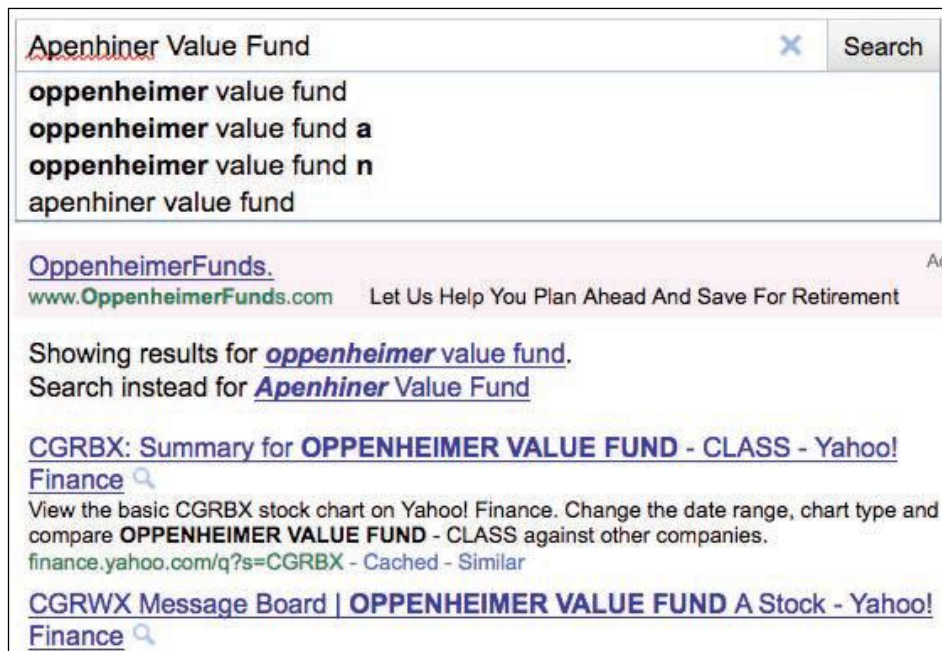 Apenhiner Value Fund
Search
oppenheimer value fund
oppenheimer value fund a
oppenheimer value fund n
apenhiner value fund
OppenheimerFunds.
www.OppenheimerFunds.com Let Us Help You Plan Ahead And Save For Retirement
Showing results for oppenheimer value fund.
Search instead for Apenhiner Value Fund
CGRBX: Summary for OPPENHEIMER VALUE FUND - CLASS - Yahoo!
Finance
View the basic CGRBX stock chart on Yahoo! Finance. Change the date range, chart type and
compare OPPENHEIMER VALUE FUND - CLASS against other companies.
finance.yahoo.com/q?s=CGRBX - Cached - Similar
CGRWX Message Board | OPPENHEIMER VALUE FUND A Stock - Yahoo!
Finance